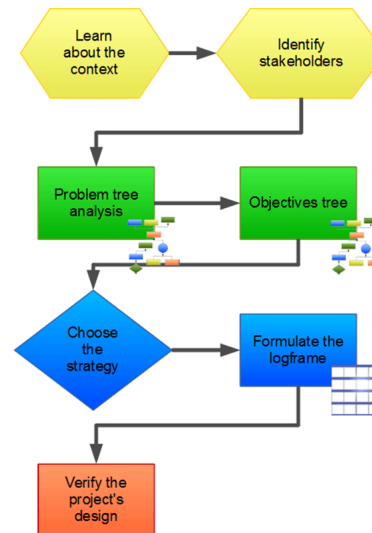 Learn
about the
context
Identify
stakeholders
Problem tree
analysis
Objectives tree
Choose
the
strategy
Formulate the
logframe
Verify the
project's
design